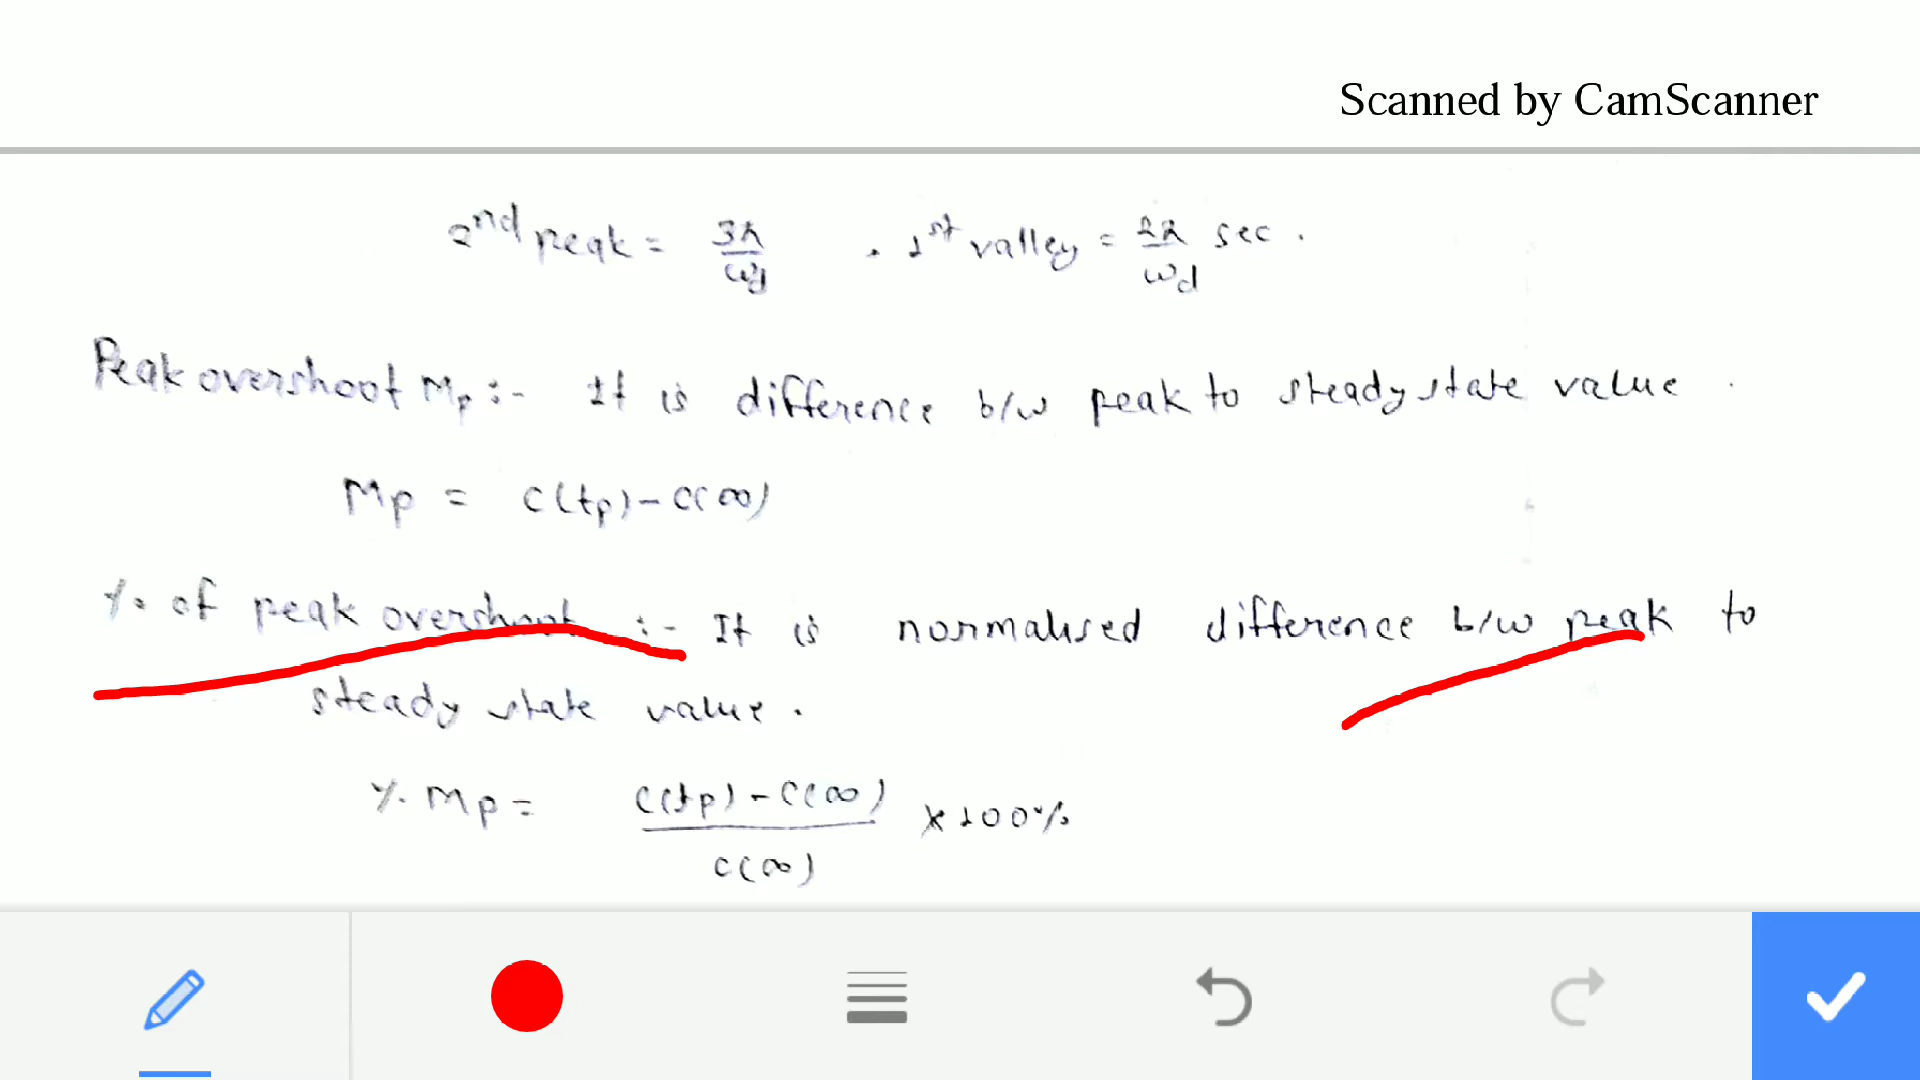 Scanned by CamScanner
2nd peak = 3π/ωd . 1st valley = 2π/ωd sec .
Peak overshoot Mp :- It is difference b/w peak to steady state value .
Mp = c(tp) - c(∞)
% of peak overshoot :- It is normalised difference b/w peak to
steady state value .
% Mp = c(tp) - c(∞)/c(∞) × 100%